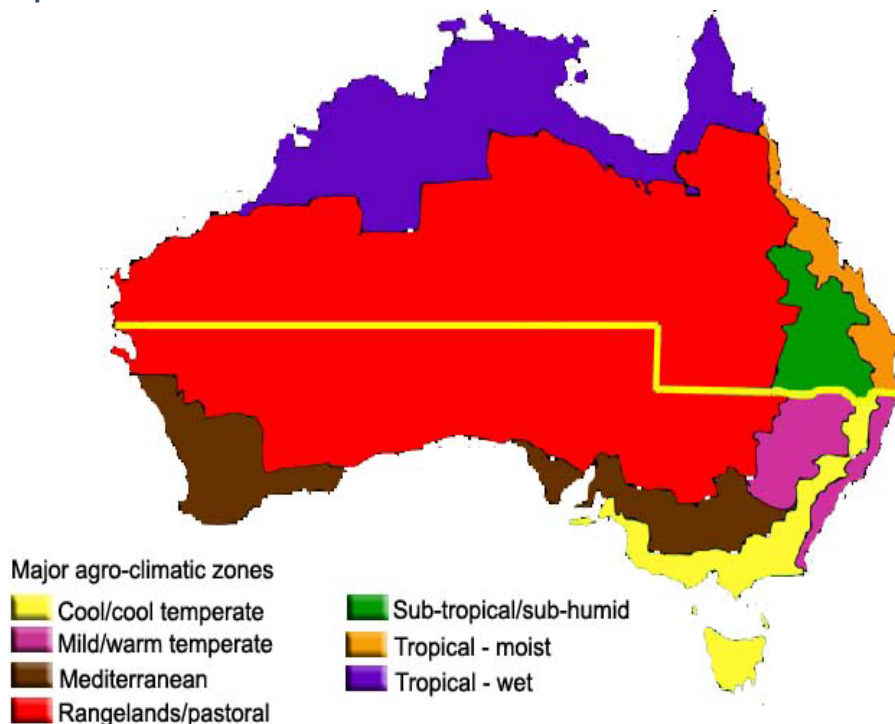 Major agro-climatic zones
Cool/cool temperate
Mild/warm temperate
Mediterranean
Rangelands/pastoral
Sub-tropical/sub-humid
Tropical - moist
Tropical - wet